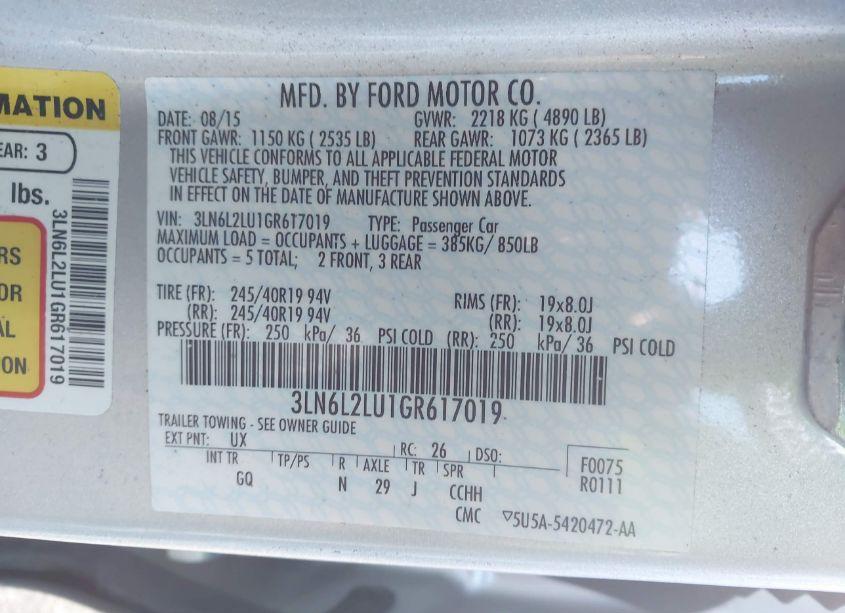 MATION
EAR: 3
lbs.
3LN6L2LU1GR617019
RS
OR
AL
ON
MFD. BY FORD MOTOR CO.
DATE: 08/15 GVWR: 2218 KG ( 4890 LB)
FRONT GAWR: 1150 KG ( 2535 LB) REAR GAWR: 1073 KG ( 2365 LB)
THIS VEHICLE CONFORMS TO ALL APPLICABLE FEDERAL MOTOR
VEHICLE SAFETY, BUMPER, AND THEFT PREVENTION STANDARDS
IN EFFECT ON THE DATE OF MANUFACTURE SHOWN ABOVE.
VIN: 3LN6L2LU1GR617019 TYPE: Passenger Car
MAXIMUM LOAD = OCCUPANTS + LUGGAGE = 385KG/ 850LB
OCCUPANTS = 5 TOTAL; 2 FRONT, 3 REAR
TIRE (FR): 245/40R19 94V RIMS (FR): 19x8.0J
(RR): 245/40R19 94V (RR): 19x8.0J
PRESSURE (FR): 250 kPa/ 36 PSI COLD (RR): 250 kPa/ 36 PSI COLD
3LN6L2LU1GR617019
TRAILER TOWING - SEE OWNER GUIDE
EXT PNT: UX RC: 26 DSO: F0075
INT TR TP/PS R AXLE TR SPR R0111
GQ N 29 J CCHH
CMC ▽5U5A-5420472-AA